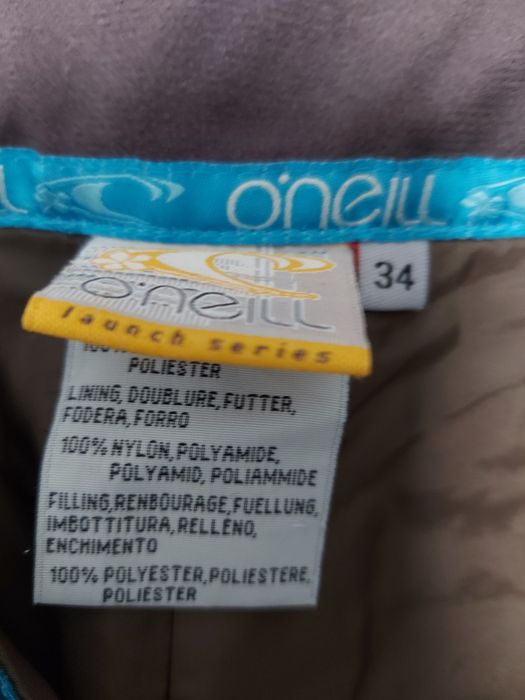 O'NEILL
34
O'NEILL
launch series
100%
POLIESTER
LINING, DOUBLURE,FUTTER,
FODERA,FORRO
100% NYLON,POLYAMIDE,
POLYAMID, POLIAMMIDE
FILLING,RENBOURAGE,FUELLUNG,
IMBOTTITURA,RELLENO,
ENCHIMENTO
100% POLYESTER,POLIESTERE,
POLIESTER